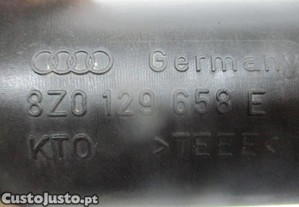 Germany
8Z0 129 658 E
KTO >TEEE<
CustoJusto.pt